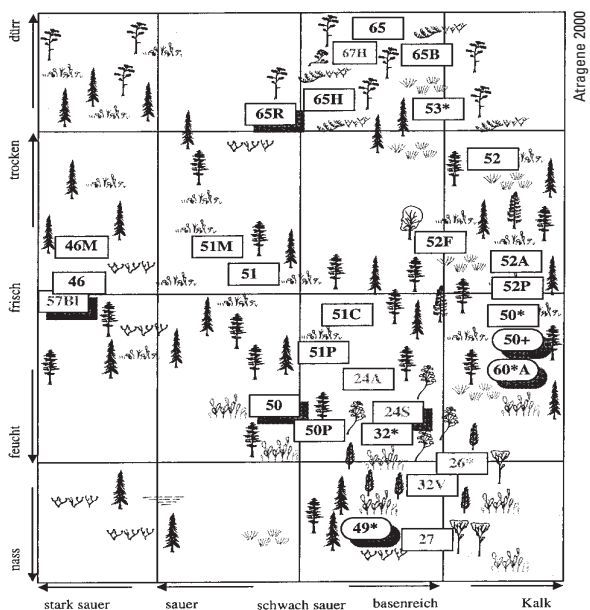 dürr
65
67H
65B
65H
65R
53*
Atragene 2000
trocken
52
46M
51M
52F
51
52A
46
52P
57Bl
frisch
51C
50*
50+
51P
24A
60*A
50
24S
50P
32*
feucht
26*
32V
49*
27
nass
stark sauer
sauer
schwach sauer
basenreich
Kalk